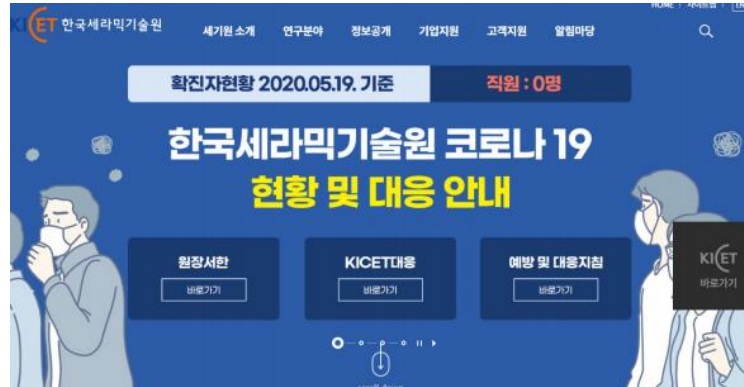 HOME
사이트맵
KICET 한국세라믹기술원
세기원 소개 연구분야 정보공개 기업지원 고객지원 알림마당
확진자현황 2020.05.19. 기준 직원 : 0명
한국세라믹기술원 코로나 19
현황 및 대응 안내
원장서한 KICET대응 예방 및 대응지침
바로가기 바로가기 바로가기
KICET
바로가기